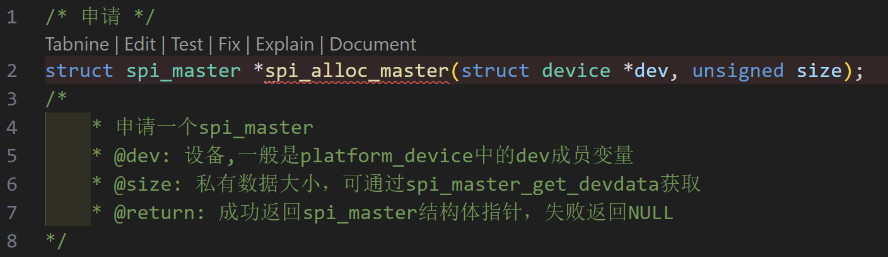 1 /* 申请 */
Tabnine | Edit | Test | Fix | Explain | Document
2 struct spi_master *spi_alloc_master(struct device *dev, unsigned size);
3 /*
4 * 申请一个spi_master
5 * @dev: 设备,一般是platform_device中的dev成员变量
6 * @size: 私有数据大小，可通过spi_master_get_devdata获取
7 * @return: 成功返回spi_master结构体指针，失败返回NULL
8 */